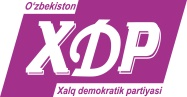 O'zbekiston
XDP
Xalq demokratik partiyasi